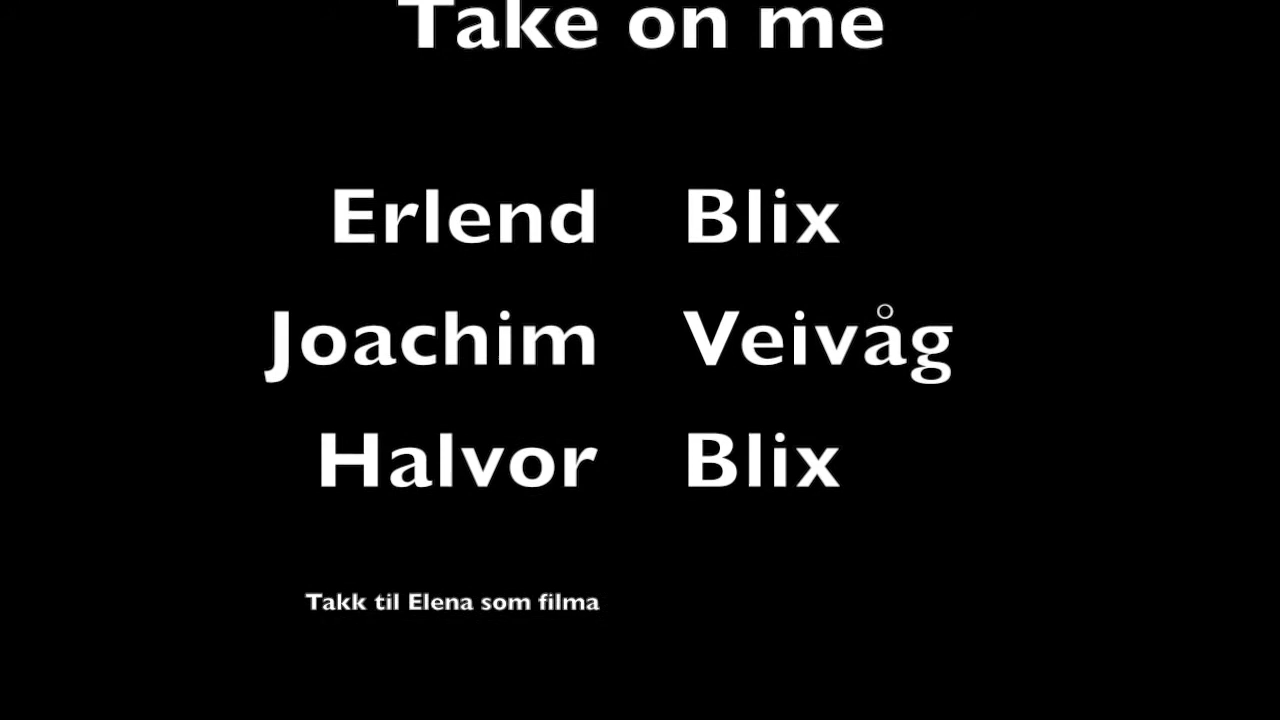 Take on me
Erlend Blix
Joachim Veivåg
Halvor Blix
Takk til Elena som filma